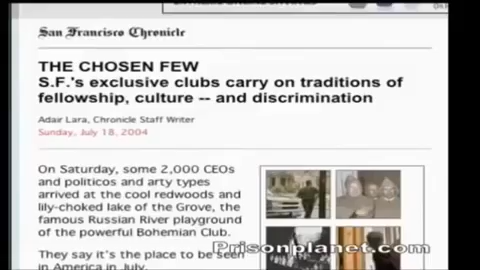 San Francisco Chronicle
THE CHOSEN FEW
S.F.'s exclusive clubs carry on traditions of
fellowship, culture -- and discrimination
Adair Lara, Chronicle Staff Writer
Sunday, July 18, 2004
On Saturday, some 2,000 CEOs
and politicos and arty types
arrived at the cool redwoods and
lily-choked lake of the Grove, the
famous Russian River playground
of the powerful Bohemian Club.
They say it's the place to be seen
in America in July.
Prisonplanet.com